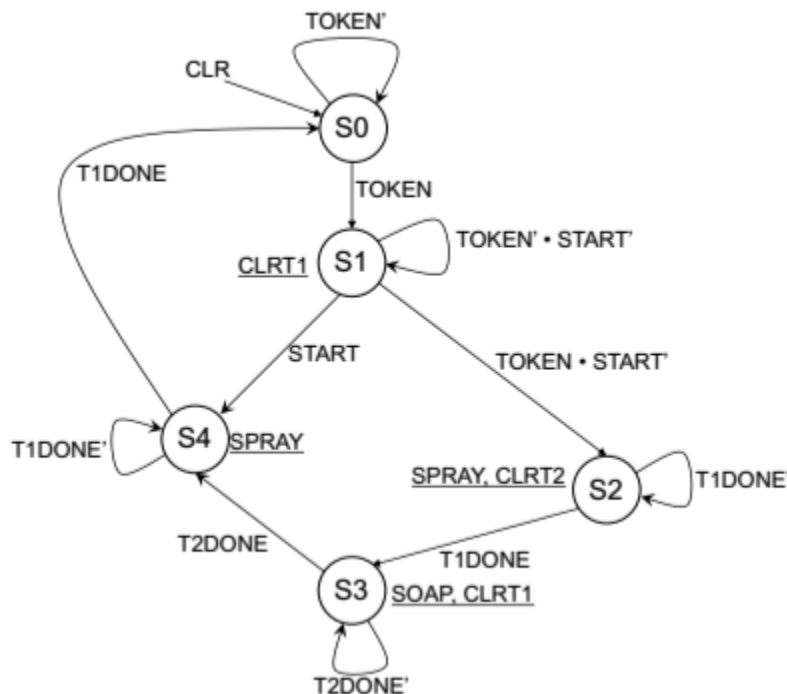 TOKEN'
CLR
S0
T1DONE
TOKEN
S1
TOKEN' • START'
CLRT1
START
TOKEN • START'
T1DONE'
S4
SPRAY
SPRAY, CLRT2
S2
T1DONE'
T2DONE
T1DONE
S3
SOAP, CLRT1
T2DONE'